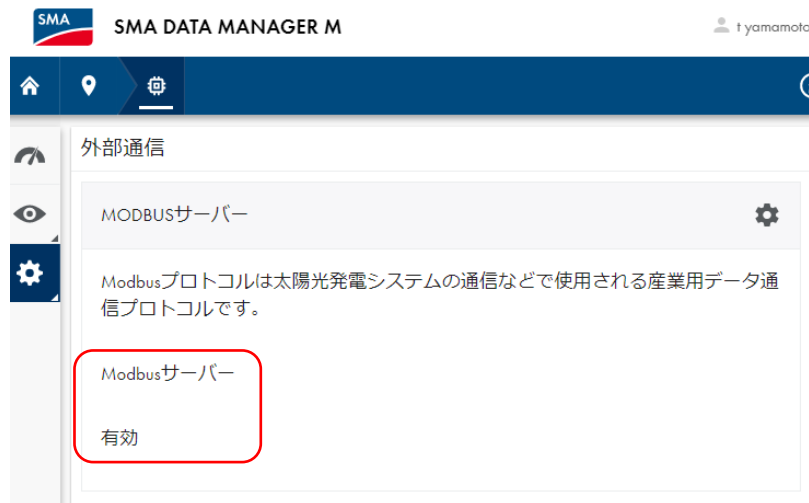 SMA
SMA DATA MANAGER M
t yamamoto
外部通信
MODBUSサーバー
Modbusプロトコルは太陽光発電システムの通信などで使用される産業用データ通
信プロトコルです。
Modbusサーバー
有効